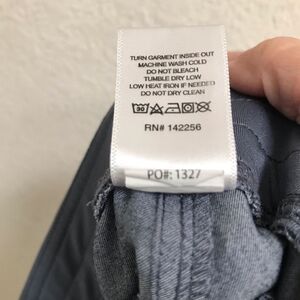 TURN GARMENT INSIDE OUT
MACHINE WASH COLD
DO NOT BLEACH
TUMBLE DRY LOW
LOW HEAT IRON IF NEEDED
DO NOT DRY CLEAN
30
RN# 142256
PO#: 1327